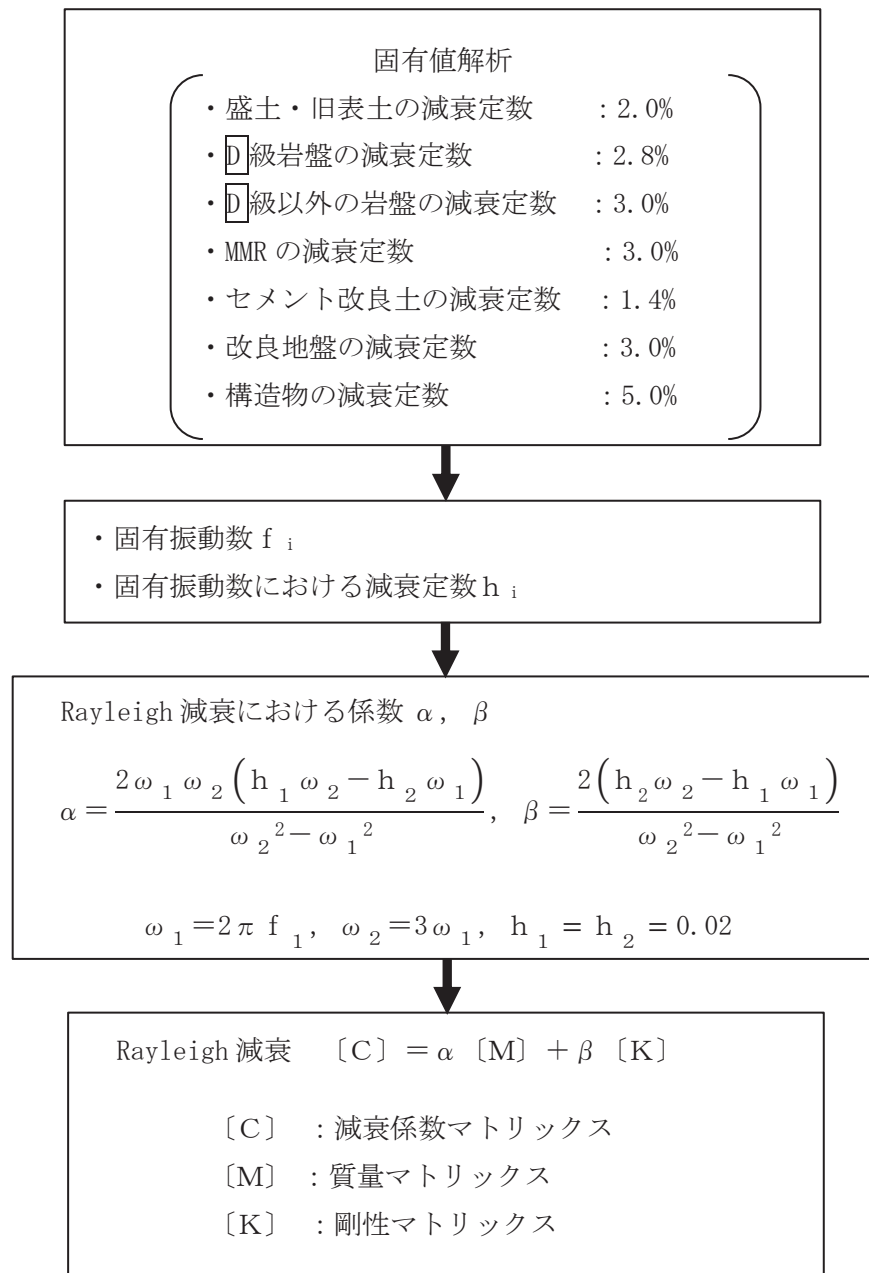 固有値解析
・盛土・旧表土の減衰定数 : 2.0%
・D級岩盤の減衰定数 : 2.8%
・D級以外の岩盤の減衰定数 : 3.0%
・MMR の減衰定数 : 3.0%
・セメント改良土の減衰定数 : 1.4%
・改良地盤の減衰定数 : 3.0%
・構造物の減衰定数 : 5.0%
・固有振動数 f i
・固有振動数における減衰定数 h i
Rayleigh 減衰における係数 α, β
α＝2ω1ω2(h1ω2−h2ω1)/(ω2²−ω1²), β＝2(h2ω2−h1ω1)/(ω2²−ω1²)
ω1＝2π f1, ω2＝3ω1, h1 = h2 = 0.02
Rayleigh 減衰 〔C〕＝α〔M〕＋β〔K〕
〔C〕 : 減衰係数マトリックス
〔M〕 : 質量マトリックス
〔K〕 : 剛性マトリックス